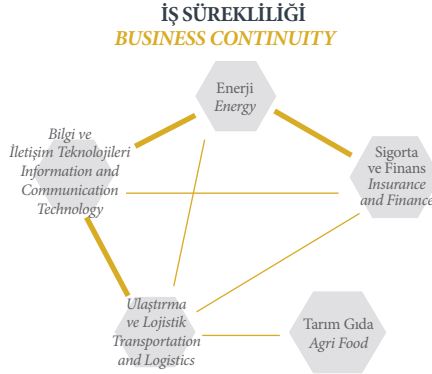 İŞ SÜREKLİLİĞİ
BUSINESS CONTINUITY
Enerji
Energy
Bilgi ve
İletişim Teknolojileri
Information and
Communication
Technology
Sigorta
ve Finans
Insurance
and Finance
Ulaştırma
ve Lojistik
Transportation
and Logistics
Tarım Gıda
Agri Food